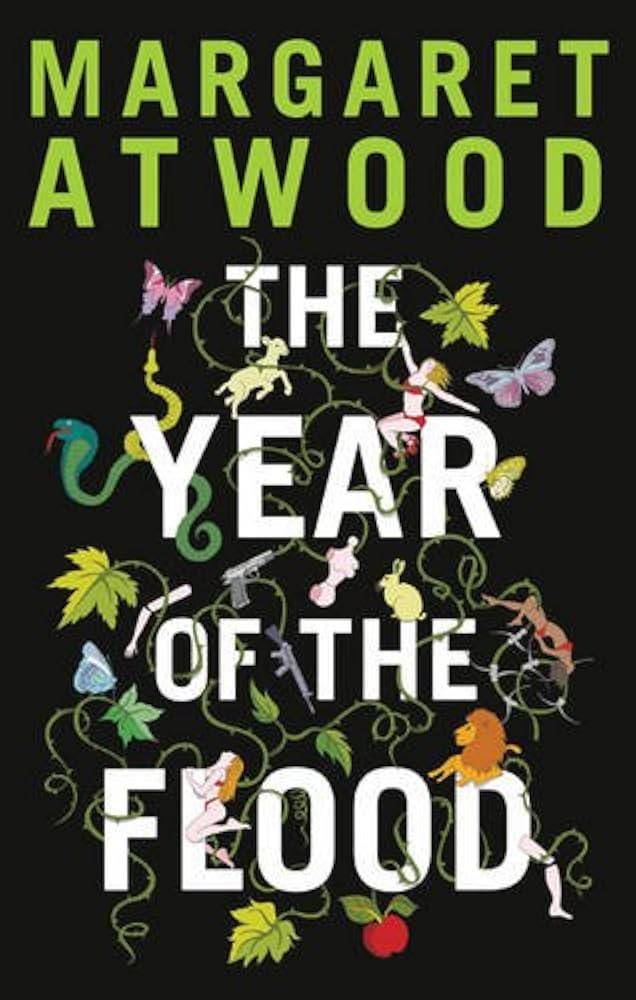 MARGARET
ATWOOD
THE
YEAR
OF THE
FLOOD